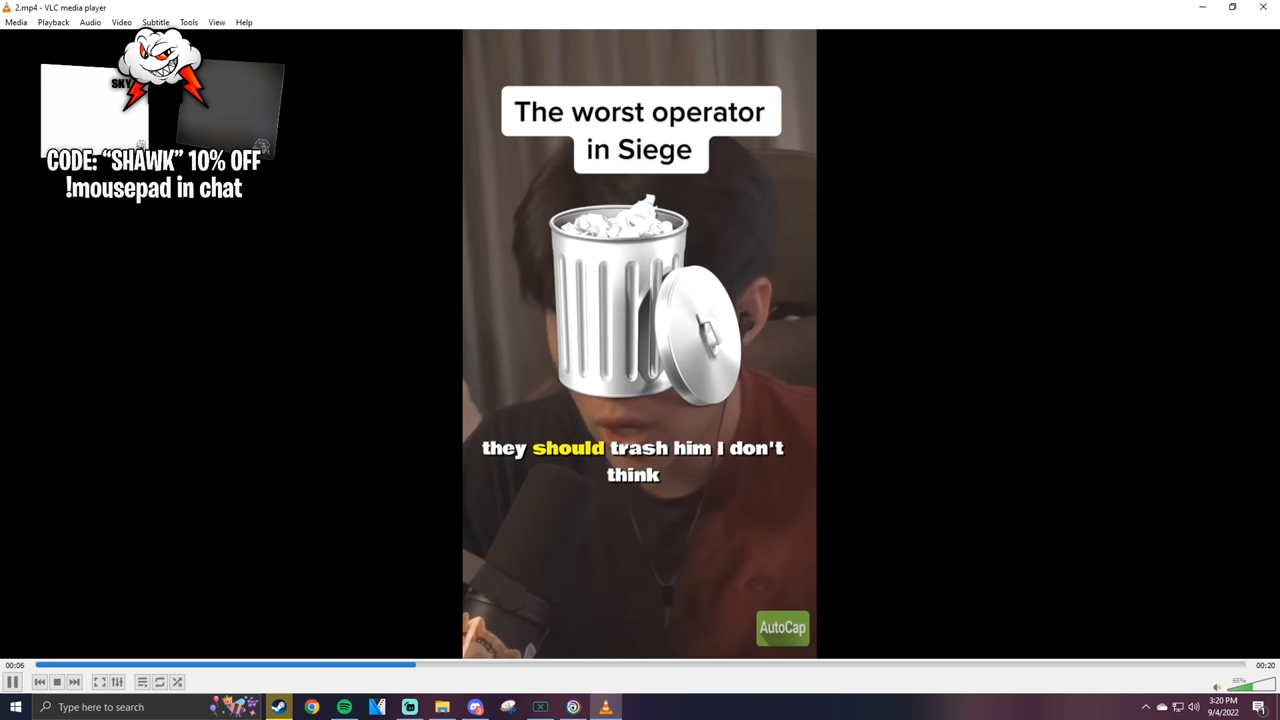 2.mp4 - VLC media player
Media Playback Audio Video Subtitle Tools View Help
SKY
CODE: “SHAWK” 10% OFF
!mousepad in chat
The worst operator
in Siege
they should trash him I don't
think
AutoCap
00:06
00:20
65%
Type here to search
3:20 PM
9/4/2022
1